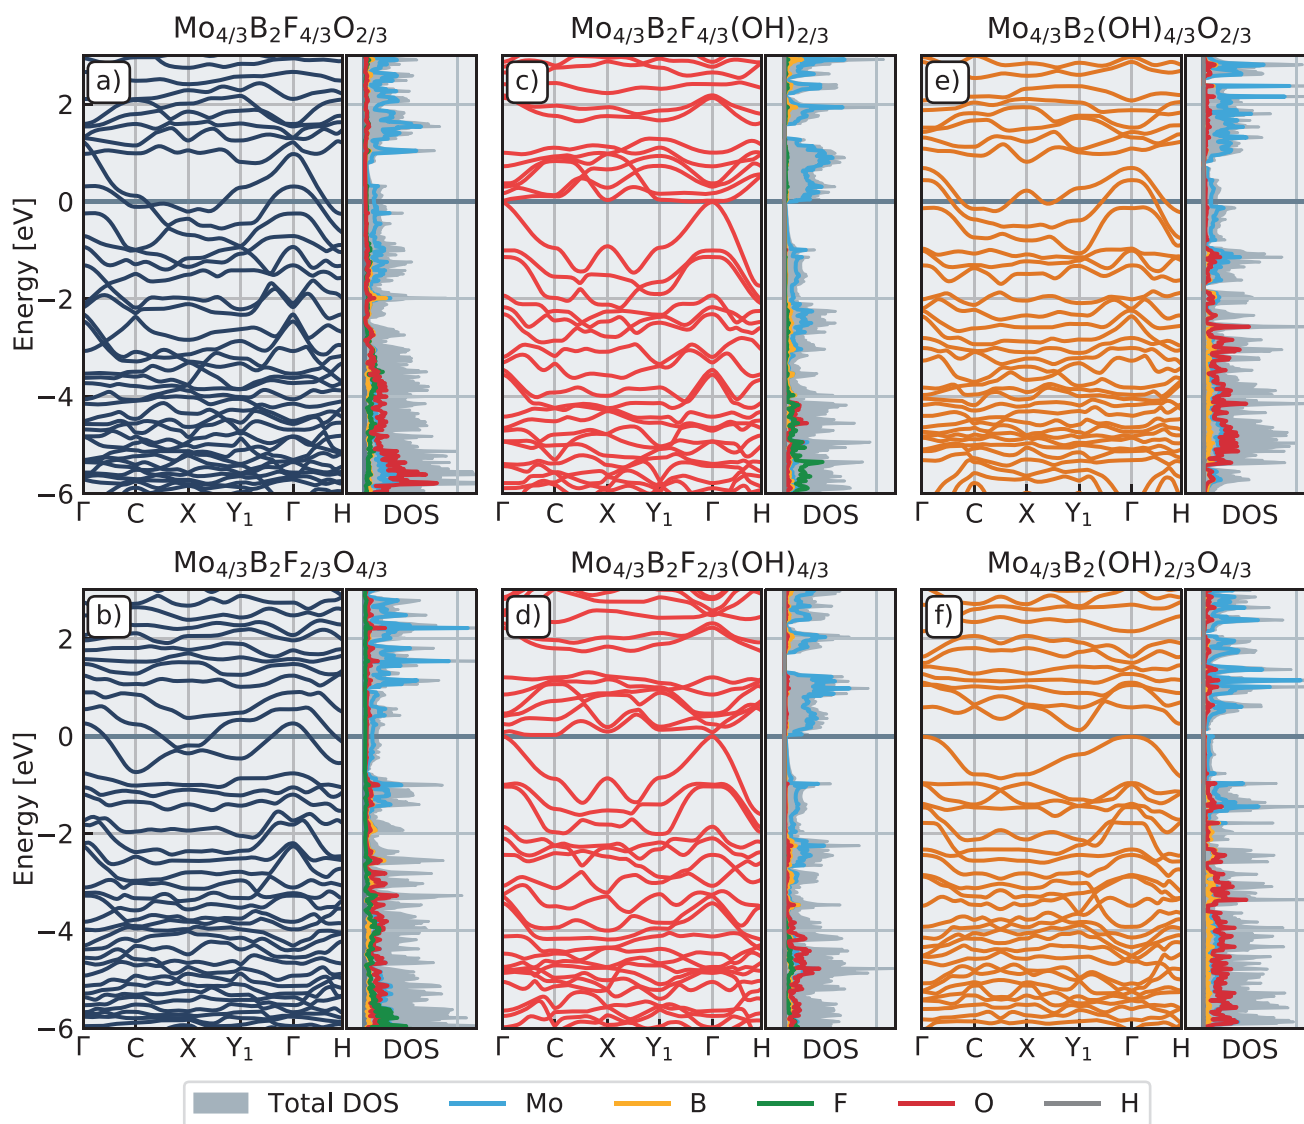 Mo4/3B2F4/3O2/3 Mo4/3B2F4/3(OH)2/3 Mo4/3B2(OH)4/3O2/3
a) c) e)
2
0
−2
−4
−6
Energy [eV]
Γ C X Y1 Γ H DOS Γ C X Y1 Γ H DOS Γ C X Y1 Γ H DOS
Mo4/3B2F2/3O4/3 Mo4/3B2F2/3(OH)4/3 Mo4/3B2(OH)2/3O4/3
b) d) f)
2
0
−2
−4
−6
Energy [eV]
Γ C X Y1 Γ H DOS Γ C X Y1 Γ H DOS Γ C X Y1 Γ H DOS
Total DOS Mo B F O H